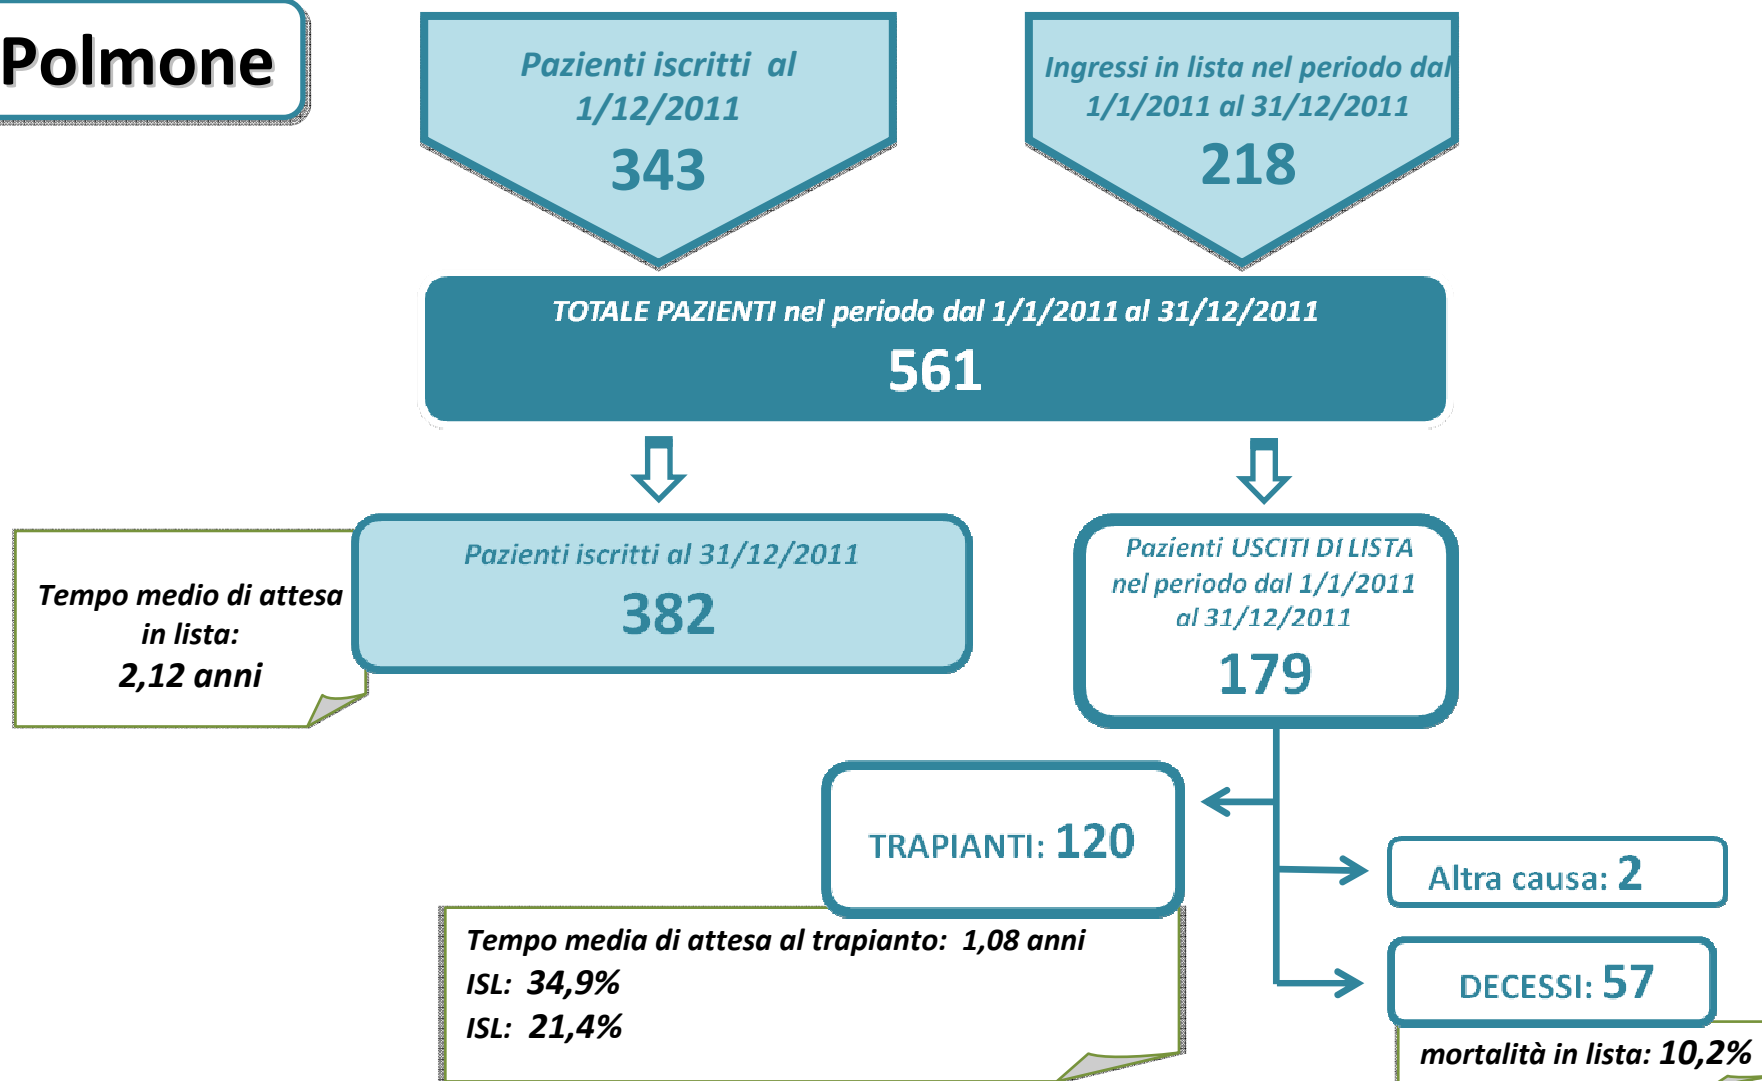 Polmone
Pazienti iscritti al
1/12/2011
343
Ingressi in lista nel periodo dal
1/1/2011 al 31/12/2011
218
TOTALE PAZIENTI nel periodo dal 1/1/2011 al 31/12/2011
561
Tempo medio di attesa
in lista:
2,12 anni
Pazienti iscritti al 31/12/2011
382
Pazienti USCITI DI LISTA
nel periodo dal 1/1/2011
al 31/12/2011
179
TRAPIANTI: 120
Altra causa: 2
Tempo media di attesa al trapianto: 1,08 anni
ISL: 34,9%
ISL: 21,4%
DECESSI: 57
mortalità in lista: 10,2%